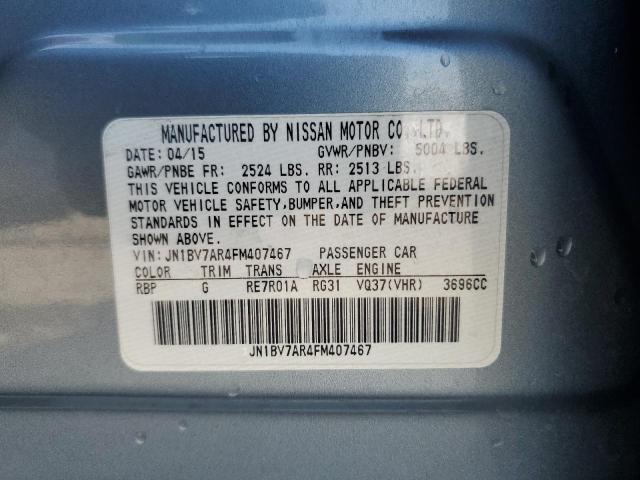 MANUFACTURED BY NISSAN MOTOR CO.,LTD.
DATE: 04/15 GVWR/PNBV: 5004 LBS.
GAWR/PNBE FR: 2524 LBS. RR: 2513 LBS.
THIS VEHICLE CONFORMS TO ALL APPLICABLE FEDERAL
MOTOR VEHICLE SAFETY,BUMPER,AND THEFT PREVENTION
STANDARDS IN EFFECT ON THE DATE OF MANUFACTURE
SHOWN ABOVE.
VIN:JN1BV7AR4FM407467 PASSENGER CAR
COLOR TRIM TRANS AXLE ENGINE
RBP G RE7R01A RG31 VQ37(VHR) 3696CC
JN1BV7AR4FM407467